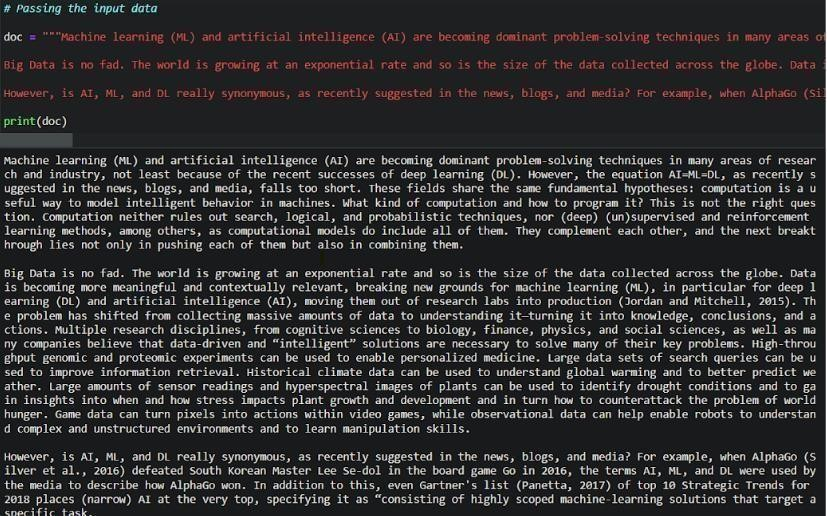 # Passing the input data
doc = """Machine learning (ML) and artificial intelligence (AI) are becoming dominant problem-solving techniques in many areas of
Big Data is no fad. The world is growing at an exponential rate and so is the size of the data collected across the globe. Data i
However, is AI, ML, and DL really synonymous, as recently suggested in the news, blogs, and media? For example, when AlphaGo (Sil
print(doc)
Machine learning (ML) and artificial intelligence (AI) are becoming dominant problem-solving techniques in many areas of resear
ch and industry, not least because of the recent successes of deep learning (DL). However, the equation AI=ML=DL, as recently s
uggested in the news, blogs, and media, falls too short. These fields share the same fundamental hypotheses: computation is a u
seful way to model intelligent behavior in machines. What kind of computation and how to program it? This is not the right ques
tion. Computation neither rules out search, logical, and probabilistic techniques, nor (deep) (un)supervised and reinforcement
learning methods, among others, as computational models do include all of them. They complement each other, and the next breakt
hrough lies not only in pushing each of them but also in combining them.
Big Data is no fad. The world is growing at an exponential rate and so is the size of the data collected across the globe. Data
is becoming more meaningful and contextually relevant, breaking new grounds for machine learning (ML), in particular for deep l
earning (DL) and artificial intelligence (AI), moving them out of research labs into production (Jordan and Mitchell, 2015). Th
e problem has shifted from collecting massive amounts of data to understanding it—turning it into knowledge, conclusions, and a
ctions. Multiple research disciplines, from cognitive sciences to biology, finance, physics, and social sciences, as well as ma
ny companies believe that data-driven and “intelligent” solutions are necessary to solve many of their key problems. High-throu
ghput genomic and proteomic experiments can be used to enable personalized medicine. Large data sets of search queries can be u
sed to improve information retrieval. Historical climate data can be used to understand global warming and to better predict we
ather. Large amounts of sensor readings and hyperspectral images of plants can be used to identify drought conditions and to ga
in insights into when and how stress impacts plant growth and development and in turn how to counterattack the problem of world
hunger. Game data can turn pixels into actions within video games, while observational data can help enable robots to understan
d complex and unstructured environments and to learn manipulation skills.
However, is AI, ML, and DL really synonymous, as recently suggested in the news, blogs, and media? For example, when AlphaGo (S
ilver et al., 2016) defeated South Korean Master Lee Se-dol in the board game Go in 2016, the terms AI, ML, and DL were used by
the media to describe how AlphaGo won. In addition to this, even Gartner's list (Panetta, 2017) of top 10 Strategic Trends for
2018 places (narrow) AI at the very top, specifying it as “consisting of highly scoped machine-learning solutions that target a
specific task.